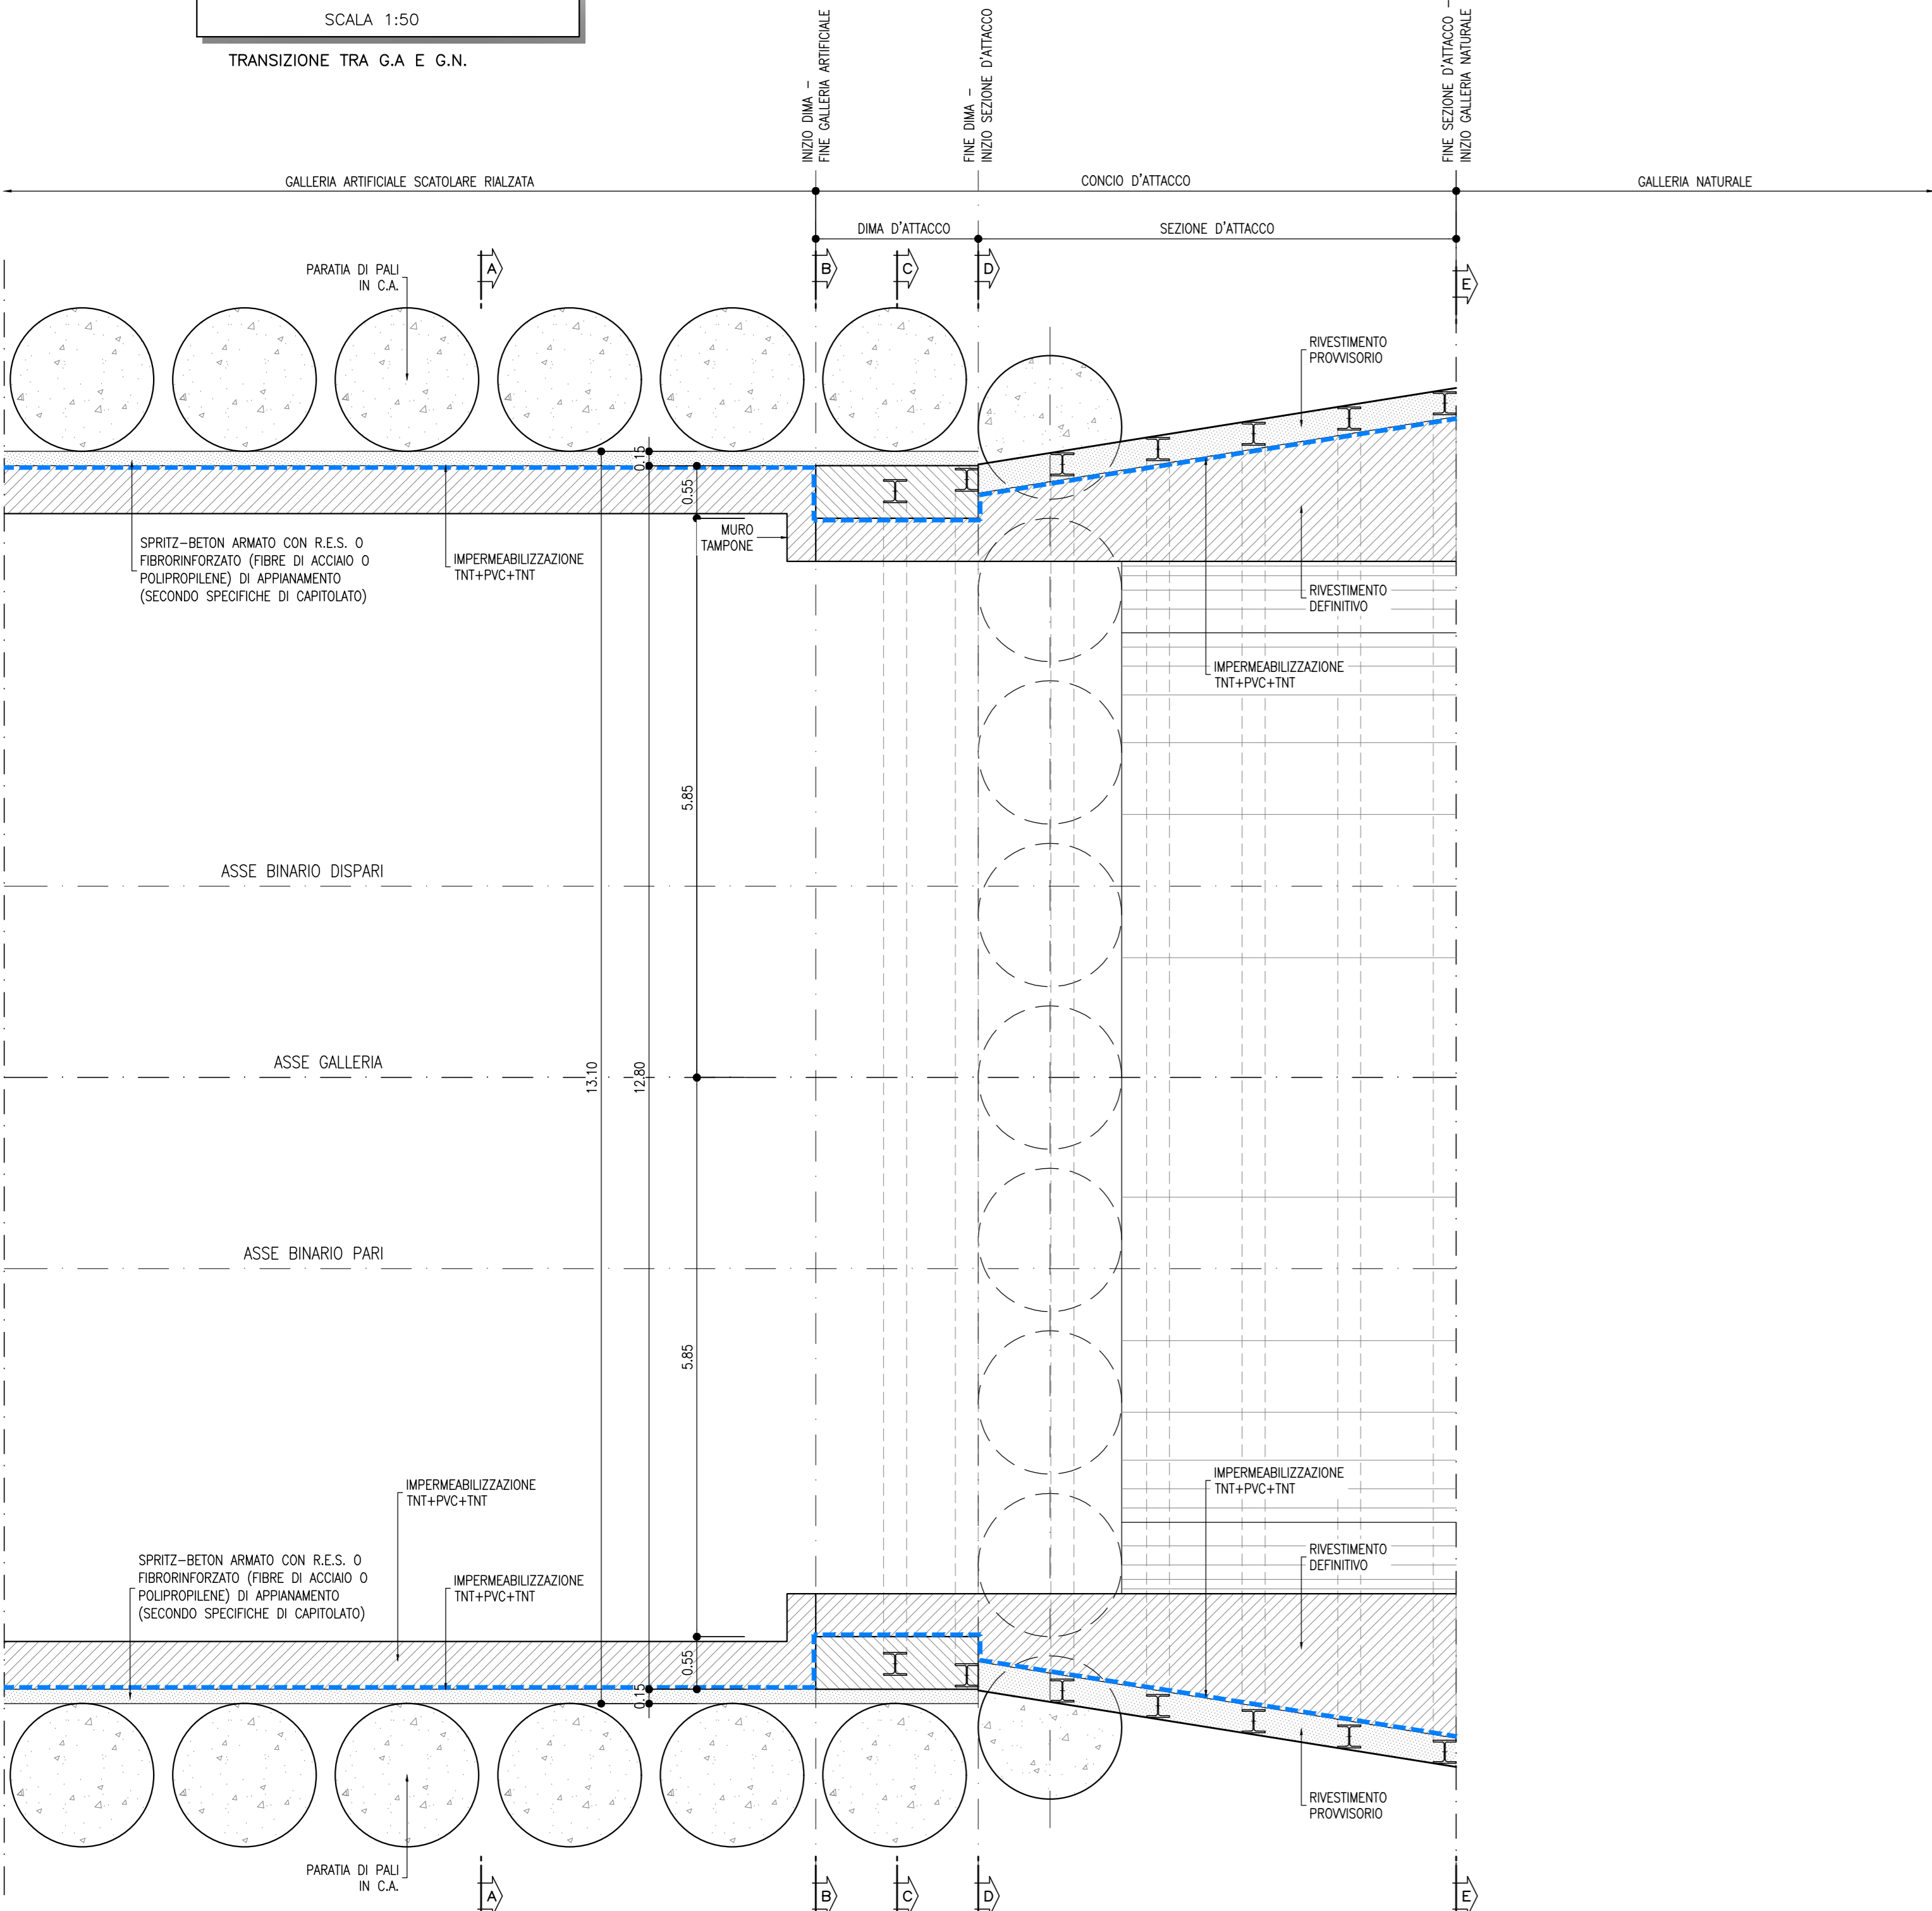 SCALA 1:50
TRANSIZIONE TRA G.A E G.N.
INIZIO DIMA –
FINE GALLERIA ARTIFICIALE
FINE DIMA –
INIZIO SEZIONE D'ATTACCO
FINE SEZIONE D'ATTACCO –
INIZIO GALLERIA NATURALE
GALLERIA ARTIFICIALE SCATOLARE RIALZATA
CONCIO D'ATTACCO
GALLERIA NATURALE
DIMA D'ATTACCO
SEZIONE D'ATTACCO
A
B
C
D
E
PARATIA DI PALI
IN C.A.
RIVESTIMENTO
PROVVISORIO
0.15
0.55
MURO
TAMPONE
SPRITZ–BETON ARMATO CON R.E.S. O
FIBRORINFORZATO (FIBRE DI ACCIAIO O
POLIPROPILENE) DI APPIANAMENTO
(SECONDO SPECIFICHE DI CAPITOLATO)
IMPERMEABILIZZAZIONE
TNT+PVC+TNT
RIVESTIMENTO
DEFINITIVO
IMPERMEABILIZZAZIONE
TNT+PVC+TNT
5.85
ASSE BINARIO DISPARI
ASSE GALLERIA
13.10
12.80
ASSE BINARIO PARI
5.85
IMPERMEABILIZZAZIONE
TNT+PVC+TNT
IMPERMEABILIZZAZIONE
TNT+PVC+TNT
SPRITZ–BETON ARMATO CON R.E.S. O
FIBRORINFORZATO (FIBRE DI ACCIAIO O
POLIPROPILENE) DI APPIANAMENTO
(SECONDO SPECIFICHE DI CAPITOLATO)
IMPERMEABILIZZAZIONE
TNT+PVC+TNT
RIVESTIMENTO
DEFINITIVO
0.55
0.15
RIVESTIMENTO
PROVVISORIO
PARATIA DI PALI
IN C.A.
A
B
C
D
E